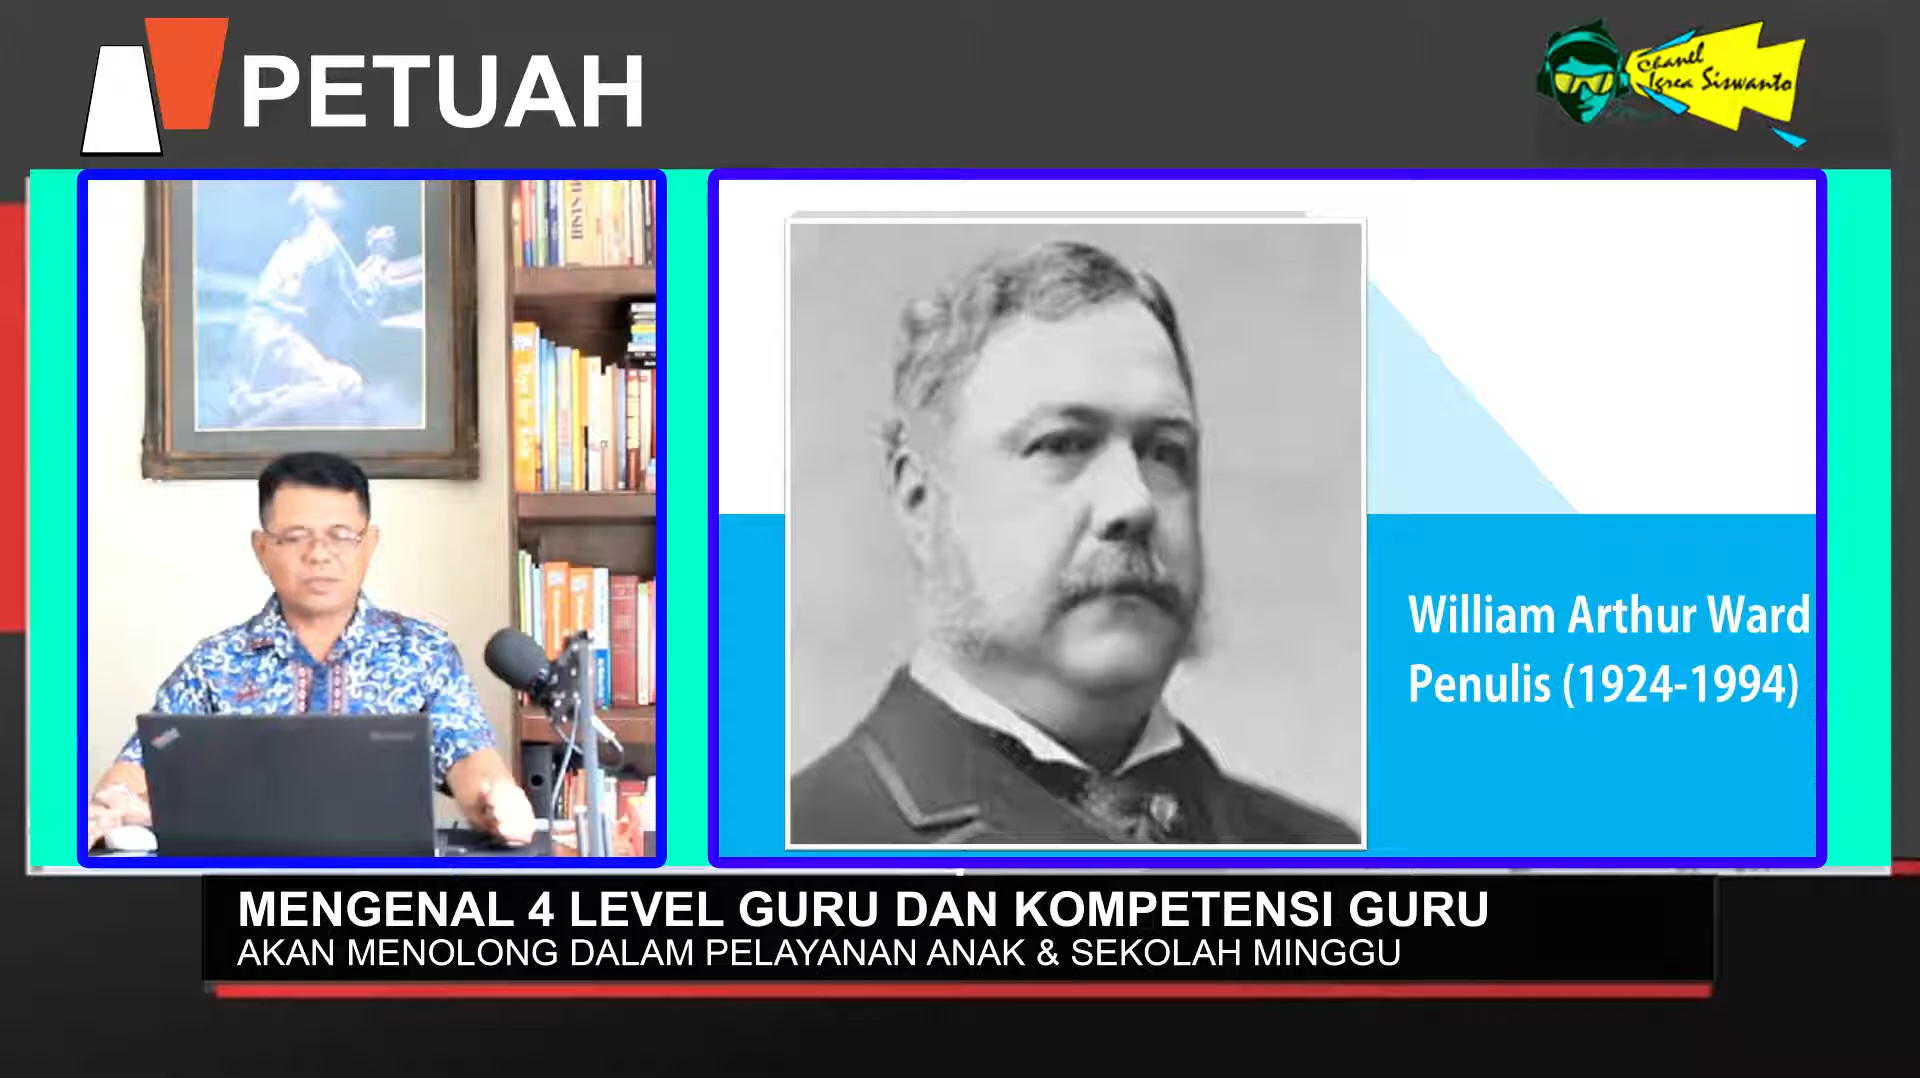 PETUAH
Chanel
Igrea Siswanto
William Arthur Ward
Penulis (1924-1994)
MENGENAL 4 LEVEL GURU DAN KOMPETENSI GURU
AKAN MENOLONG DALAM PELAYANAN ANAK & SEKOLAH MINGGU